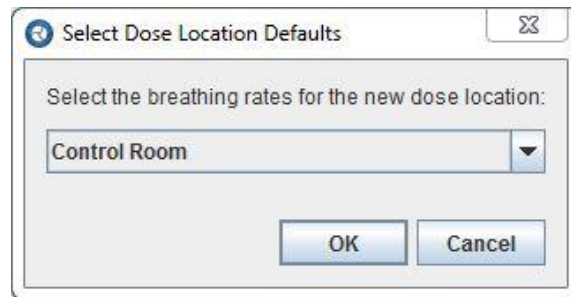 Select Dose Location Defaults
Select the breathing rates for the new dose location:
Control Room
OK Cancel